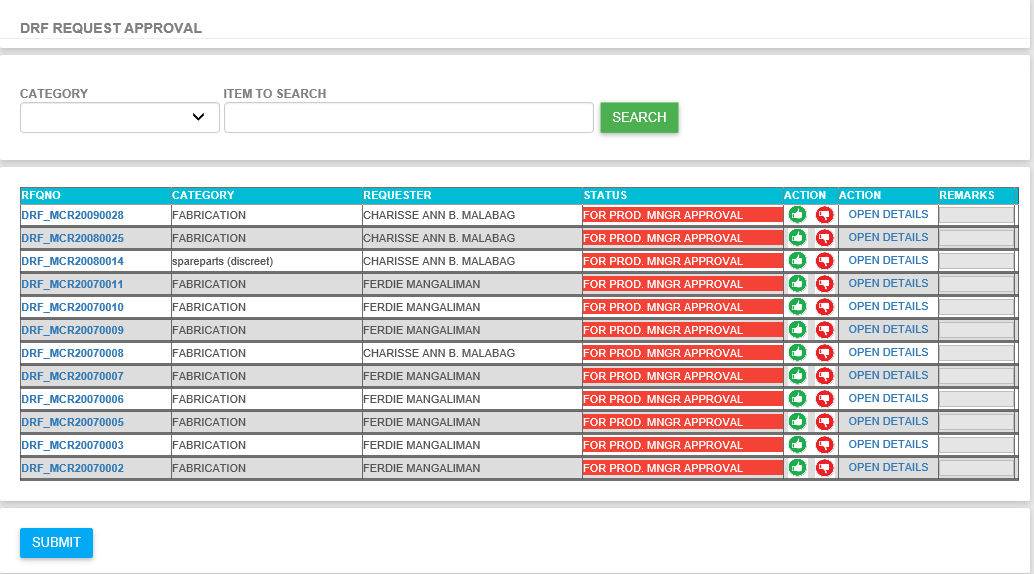 DRF REQUEST APPROVAL
CATEGORY ITEM TO SEARCH
SEARCH
RFQNO CATEGORY REQUESTER STATUS ACTION ACTION REMARKS
DRF_MCR20090028 FABRICATION CHARISSE ANN B. MALABAG FOR PROD. MNGR APPROVAL OPEN DETAILS
DRF_MCR20080025 FABRICATION CHARISSE ANN B. MALABAG FOR PROD. MNGR APPROVAL OPEN DETAILS
DRF_MCR20080014 spareparts (discreet) CHARISSE ANN B. MALABAG FOR PROD. MNGR APPROVAL OPEN DETAILS
DRF_MCR20070011 FABRICATION FERDIE MANGALIMAN FOR PROD. MNGR APPROVAL OPEN DETAILS
DRF_MCR20070010 FABRICATION FERDIE MANGALIMAN FOR PROD. MNGR APPROVAL OPEN DETAILS
DRF_MCR20070009 FABRICATION FERDIE MANGALIMAN FOR PROD. MNGR APPROVAL OPEN DETAILS
DRF_MCR20070008 FABRICATION CHARISSE ANN B. MALABAG FOR PROD. MNGR APPROVAL OPEN DETAILS
DRF_MCR20070007 FABRICATION FERDIE MANGALIMAN FOR PROD. MNGR APPROVAL OPEN DETAILS
DRF_MCR20070006 FABRICATION FERDIE MANGALIMAN FOR PROD. MNGR APPROVAL OPEN DETAILS
DRF_MCR20070005 FABRICATION FERDIE MANGALIMAN FOR PROD. MNGR APPROVAL OPEN DETAILS
DRF_MCR20070003 FABRICATION FERDIE MANGALIMAN FOR PROD. MNGR APPROVAL OPEN DETAILS
DRF_MCR20070002 FABRICATION FERDIE MANGALIMAN FOR PROD. MNGR APPROVAL OPEN DETAILS
SUBMIT